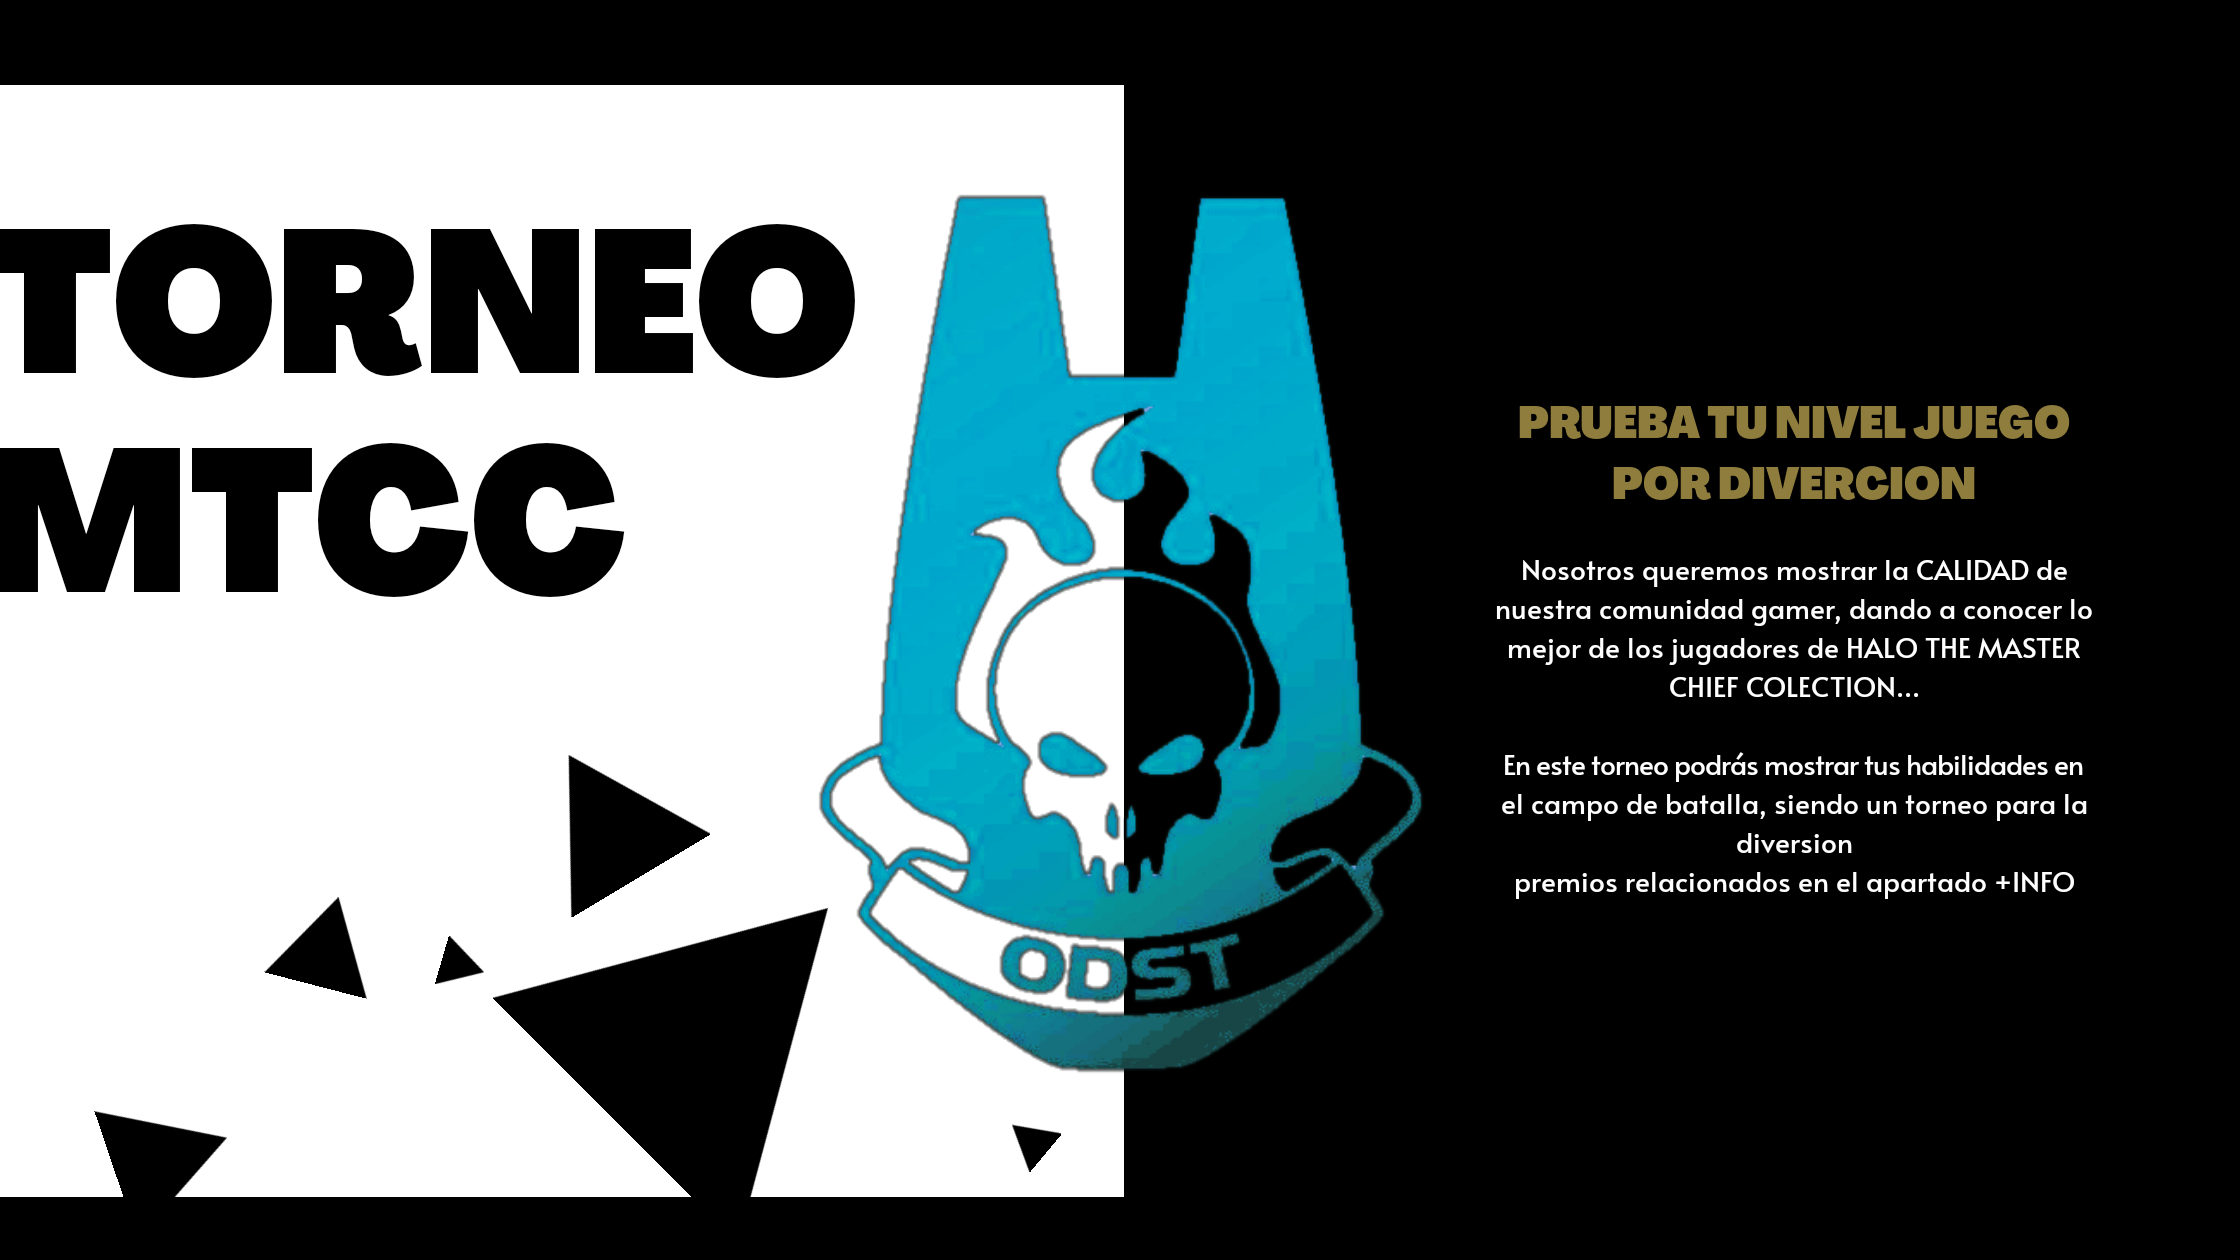 TORNEO
MTCC
ODST
PRUEBA TU NIVEL JUEGO
POR DIVERCION
Nosotros queremos mostrar la CALIDAD de
nuestra comunidad gamer, dando a conocer lo
mejor de los jugadores de HALO THE MASTER
CHIEF COLECTION...
En este torneo podrás mostrar tus habilidades en
el campo de batalla, siendo un torneo para la
diversion
premios relacionados en el apartado +INFO